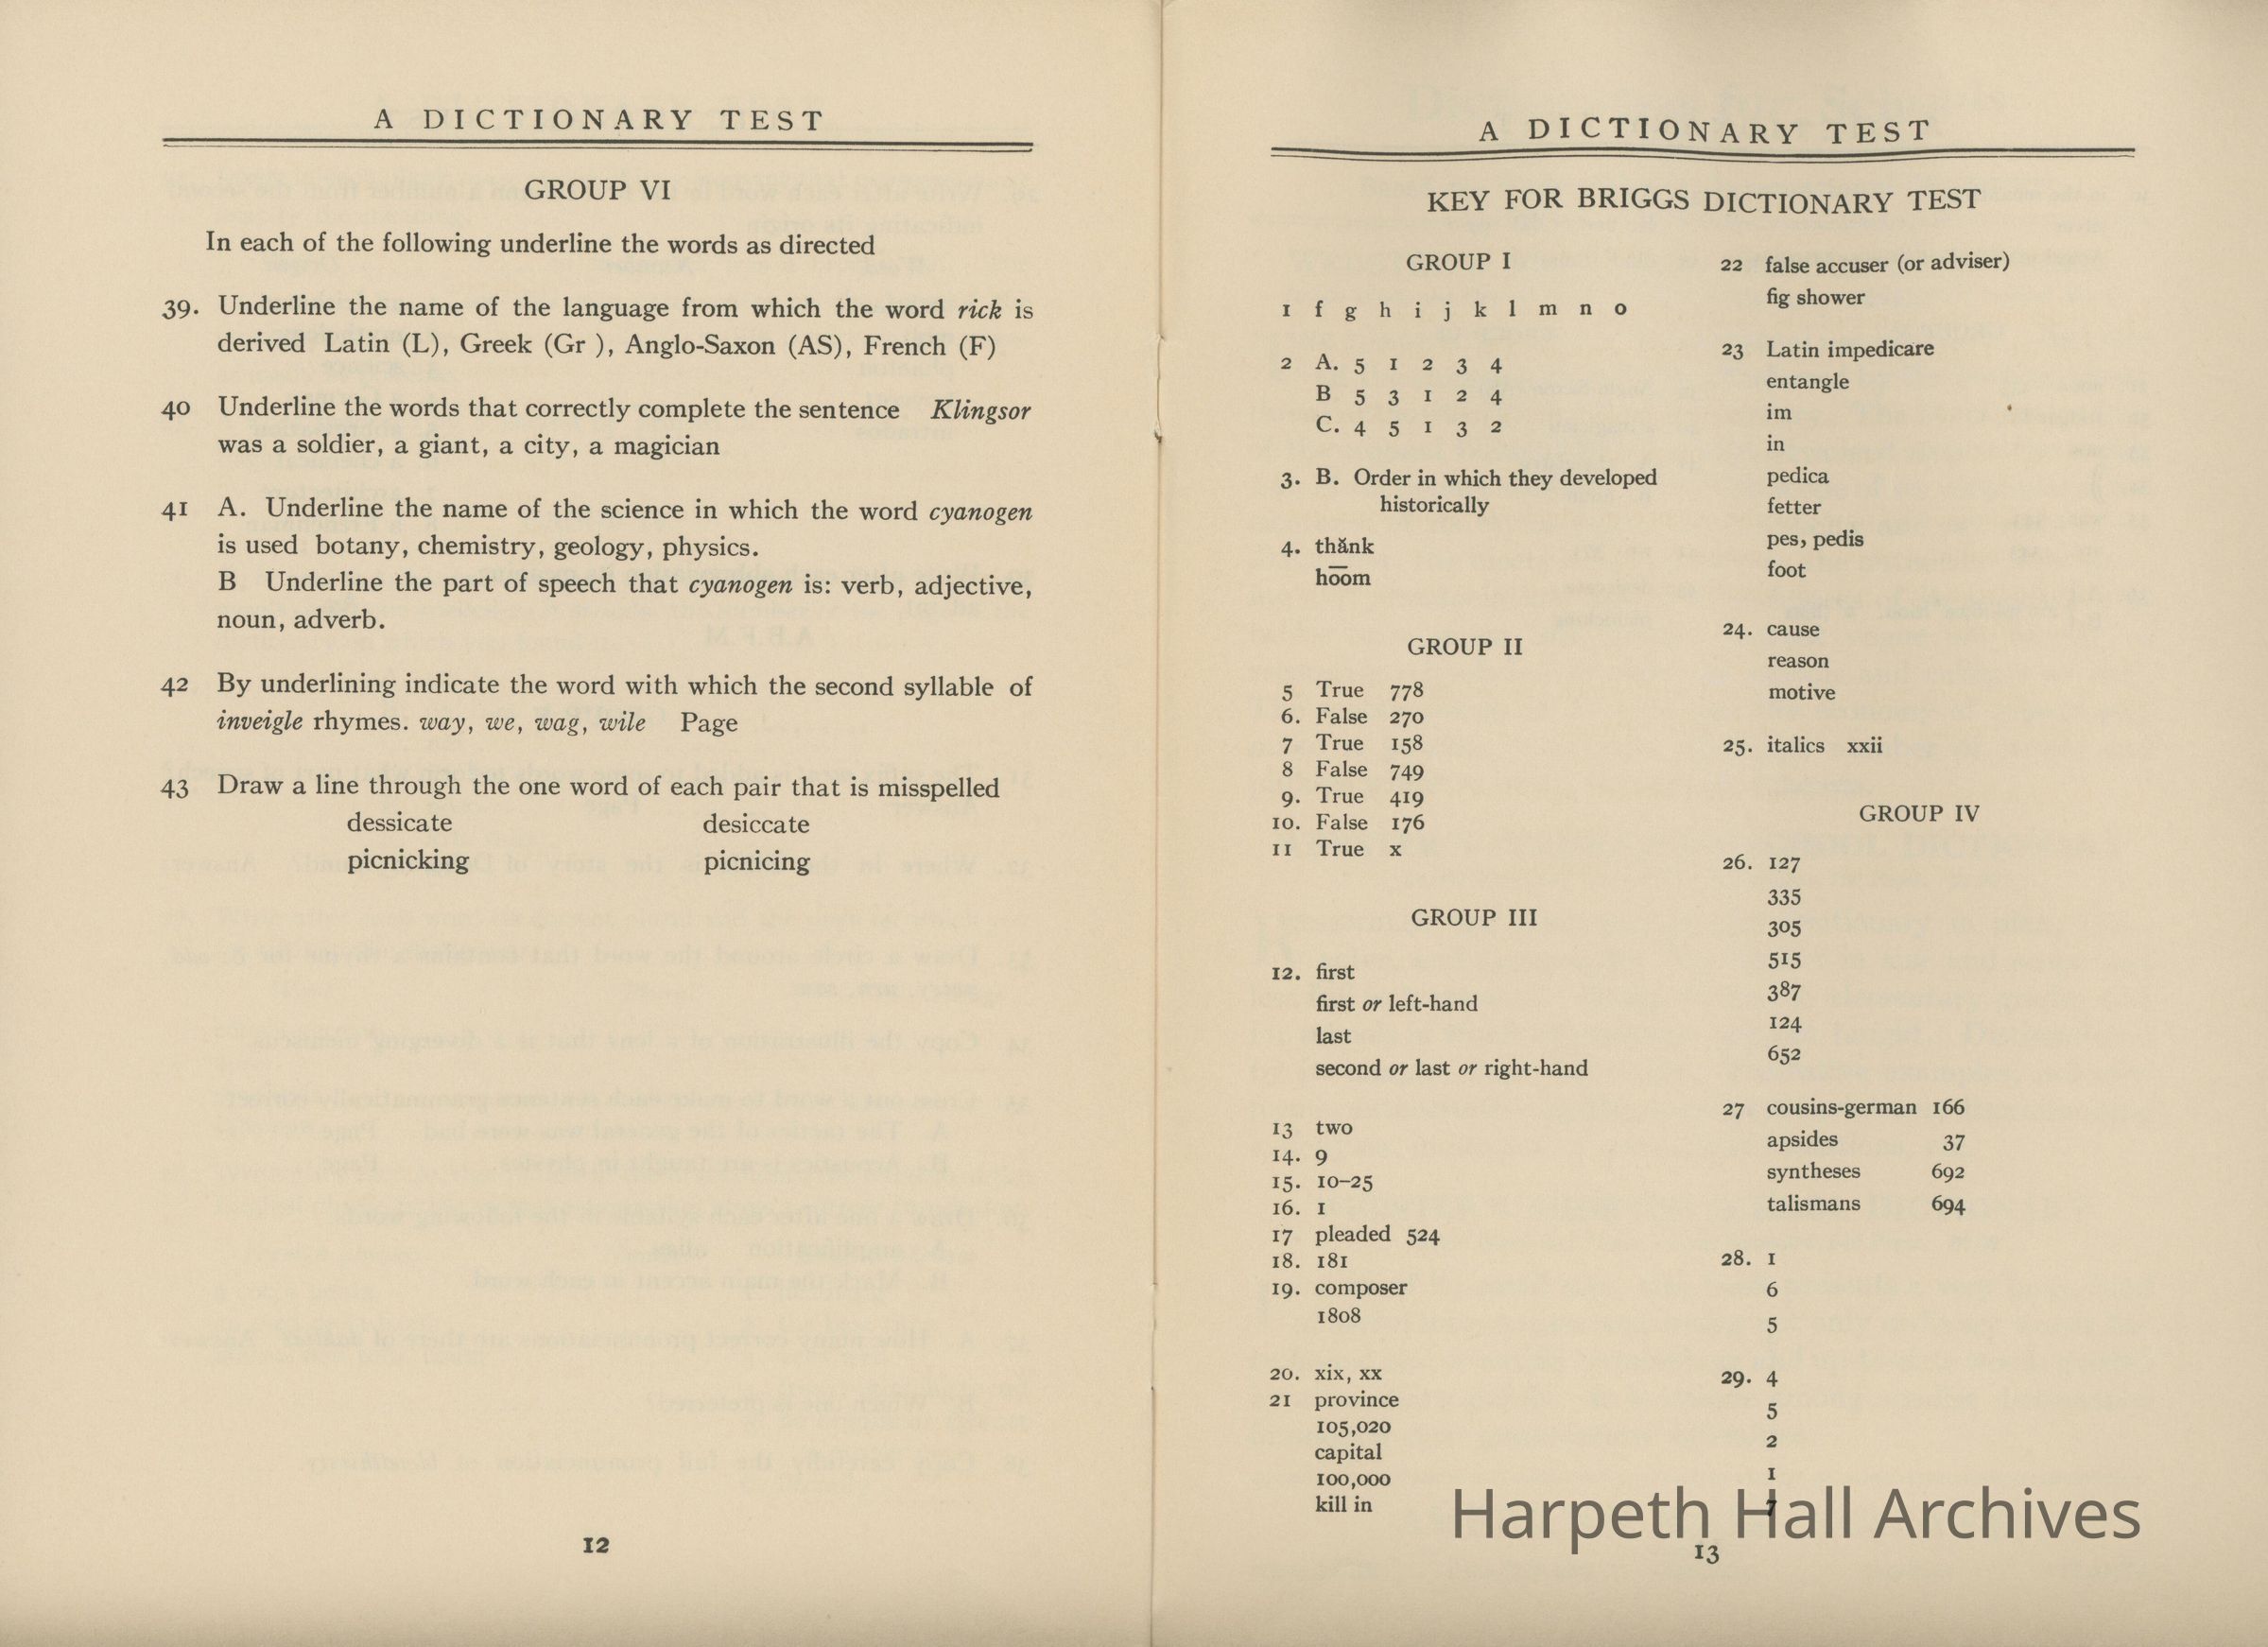 A DICTIONARY TEST
GROUP VI
In each of the following underline the words as directed
39. Underline the name of the language from which the word rick is
derived Latin (L), Greek (Gr ), Anglo-Saxon (AS), French (F)
40 Underline the words that correctly complete the sentence Klingsor
was a soldier, a giant, a city, a magician
41 A. Underline the name of the science in which the word cyanogen
is used botany, chemistry, geology, physics.
B Underline the part of speech that cyanogen is: verb, adjective,
noun, adverb.
42 By underlining indicate the word with which the second syllable of
inveigle rhymes. way, we, wag, wile Page
43 Draw a line through the one word of each pair that is misspelled
dessicate desiccate
picnicking picnicing
12
A DICTIONARY TEST
KEY FOR BRIGGS DICTIONARY TEST
GROUP I
1 f g h i j k l m n o
2 A. 5 1 2 3 4
B 5 3 1 2 4
C. 4 5 1 3 2
3. B. Order in which they developed
historically
4. thănk
ho͞om
GROUP II
5 True 778
6. False 270
7 True 158
8 False 749
9. True 419
10. False 176
11 True x
GROUP III
12. first
first or left-hand
last
second or last or right-hand
13 two
14. 9
15. 10–25
16. 1
17 pleaded 524
18. 181
19. composer
1808
20. xix, xx
21 province
105,020
capital
100,000
kill in
22 false accuser (or adviser)
fig shower
23 Latin impedicare
entangle
im
in
pedica
fetter
pes, pedis
foot
24. cause
reason
motive
25. italics xxii
GROUP IV
26. 127
335
305
515
387
124
652
27 cousins-german 166
apsides 37
syntheses 692
talismans 694
28. 1
6
5
29. 4
5
2
1
7
Harpeth Hall Archives
13